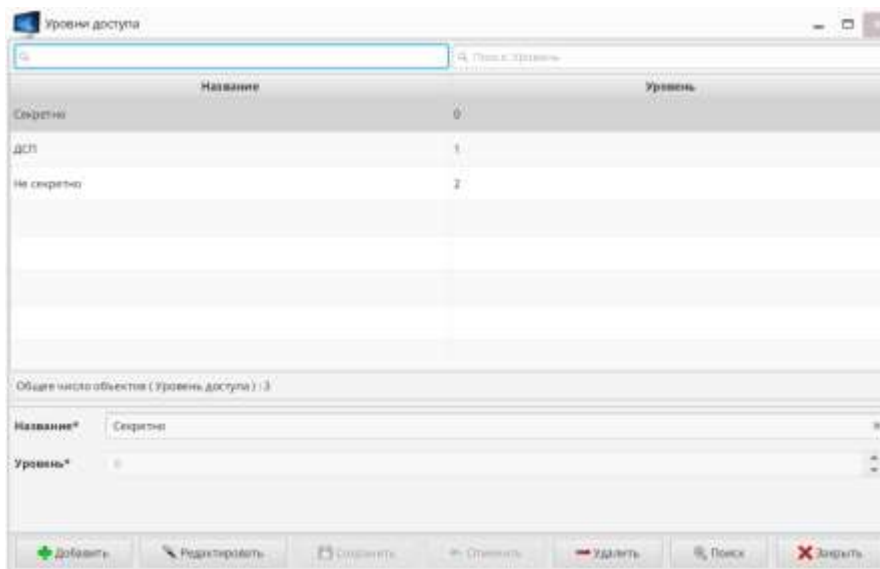 Уровни доступа
Поиск: Уровень
Название Уровень
Секретно 0
ДСП 1
Не секретно 2
Общее число объектов ( Уровень доступа ) : 3
Название* Секретно
Уровень* 0
Добавить Редактировать Сохранить Отменить Удалить Поиск Закрыть